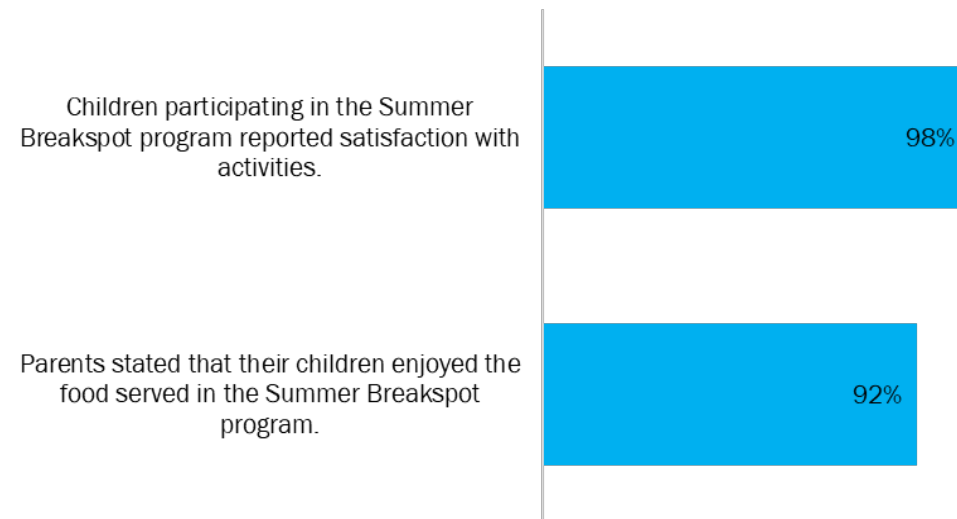 Children participating in the Summer
Breakspot program reported satisfaction with
activities.
98%
Parents stated that their children enjoyed the
food served in the Summer Breakspot
program.
92%